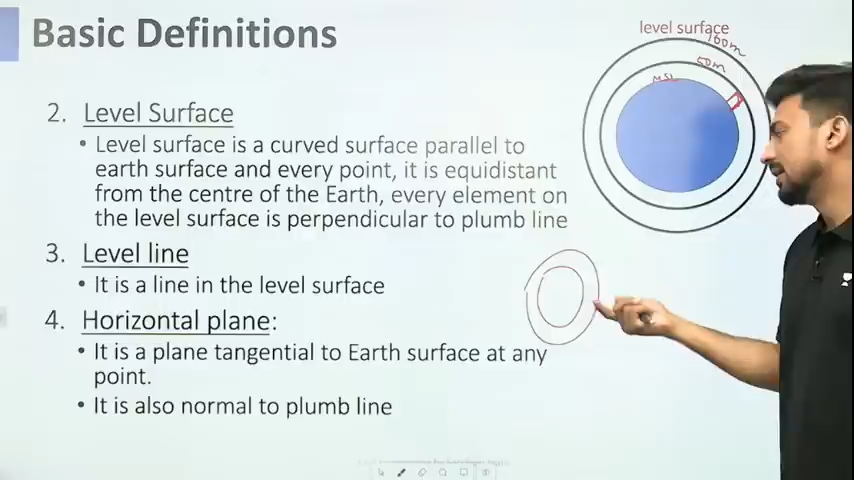 Basic Definitions
level surface
100m
50m
MSL
2. Level Surface
• Level surface is a curved surface parallel to
earth surface and every point, it is equidistant
from the centre of the Earth, every element on
the level surface is perpendicular to plumb line
3. Level line
• It is a line in the level surface
4. Horizontal plane:
• It is a plane tangential to Earth surface at any
point.
• It is also normal to plumb line